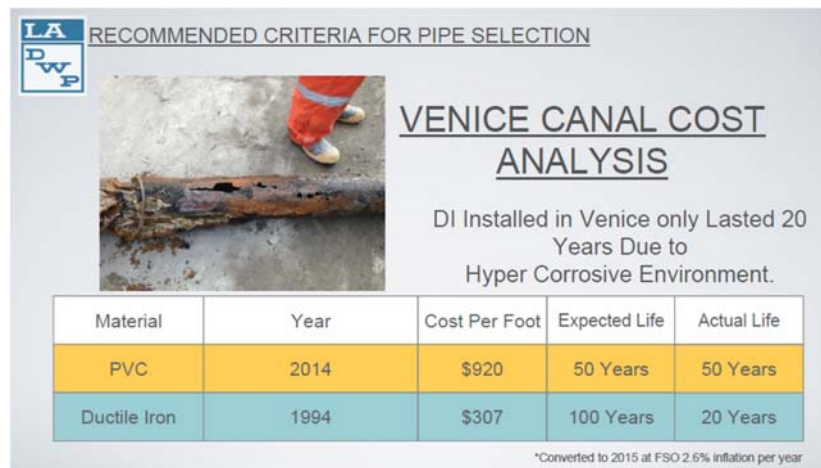 LA
DWP
RECOMMENDED CRITERIA FOR PIPE SELECTION
VENICE CANAL COST
ANALYSIS
DI Installed in Venice only Lasted 20
Years Due to
Hyper Corrosive Environment.
Material Year Cost Per Foot Expected Life Actual Life
PVC 2014 $920 50 Years 50 Years
Ductile Iron 1994 $307 100 Years 20 Years
*Converted to 2015 at FSO 2.6% inflation per year